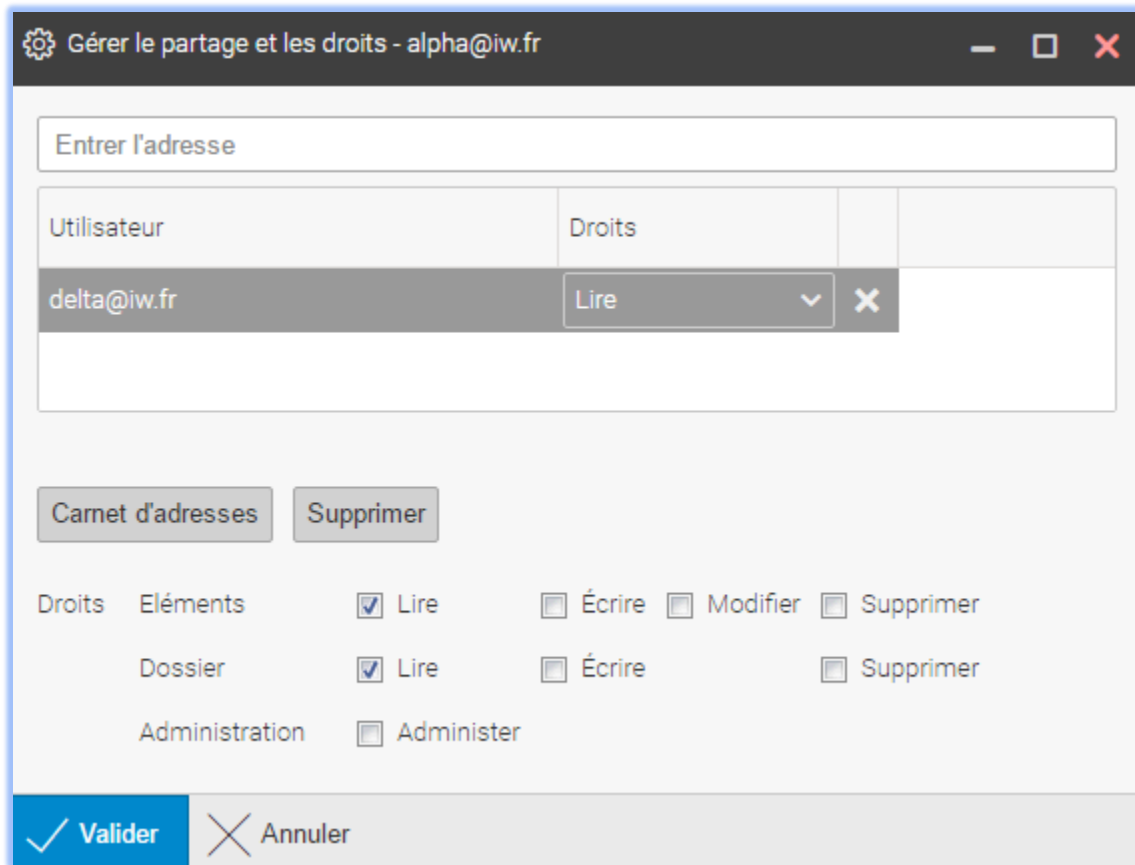 Gérer le partage et les droits - alpha@iw.fr
Entrer l'adresse
Utilisateur Droits
delta@iw.fr Lire
Carnet d'adresses Supprimer
Droits Eléments Lire Écrire Modifier Supprimer
Dossier Lire Écrire Supprimer
Administration Administer
Valider Annuler